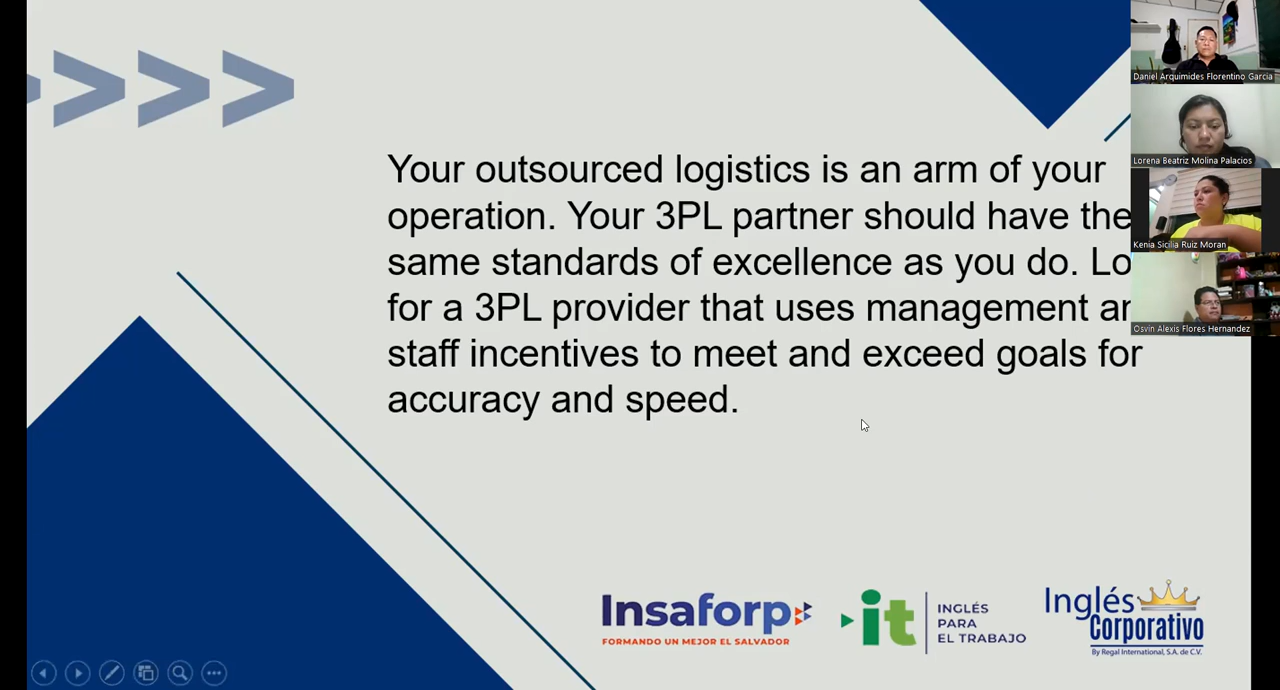 Your outsourced logistics is an arm of your
operation. Your 3PL partner should have the
same standards of excellence as you do. Lo
for a 3PL provider that uses management an
staff incentives to meet and exceed goals for
accuracy and speed.
Daniel Arquimides Florentino Garcia
Lorena Beatriz Molina Palacios
Kenia Sicilia Ruiz Moran
Osvin Alexis Flores Hernandez
Insaforp
FORMANDO UN MEJOR EL SALVADOR
it
INGLÉS
PARA
EL TRABAJO
Inglés
Corporativo
By Regal International, S.A. de C.V.